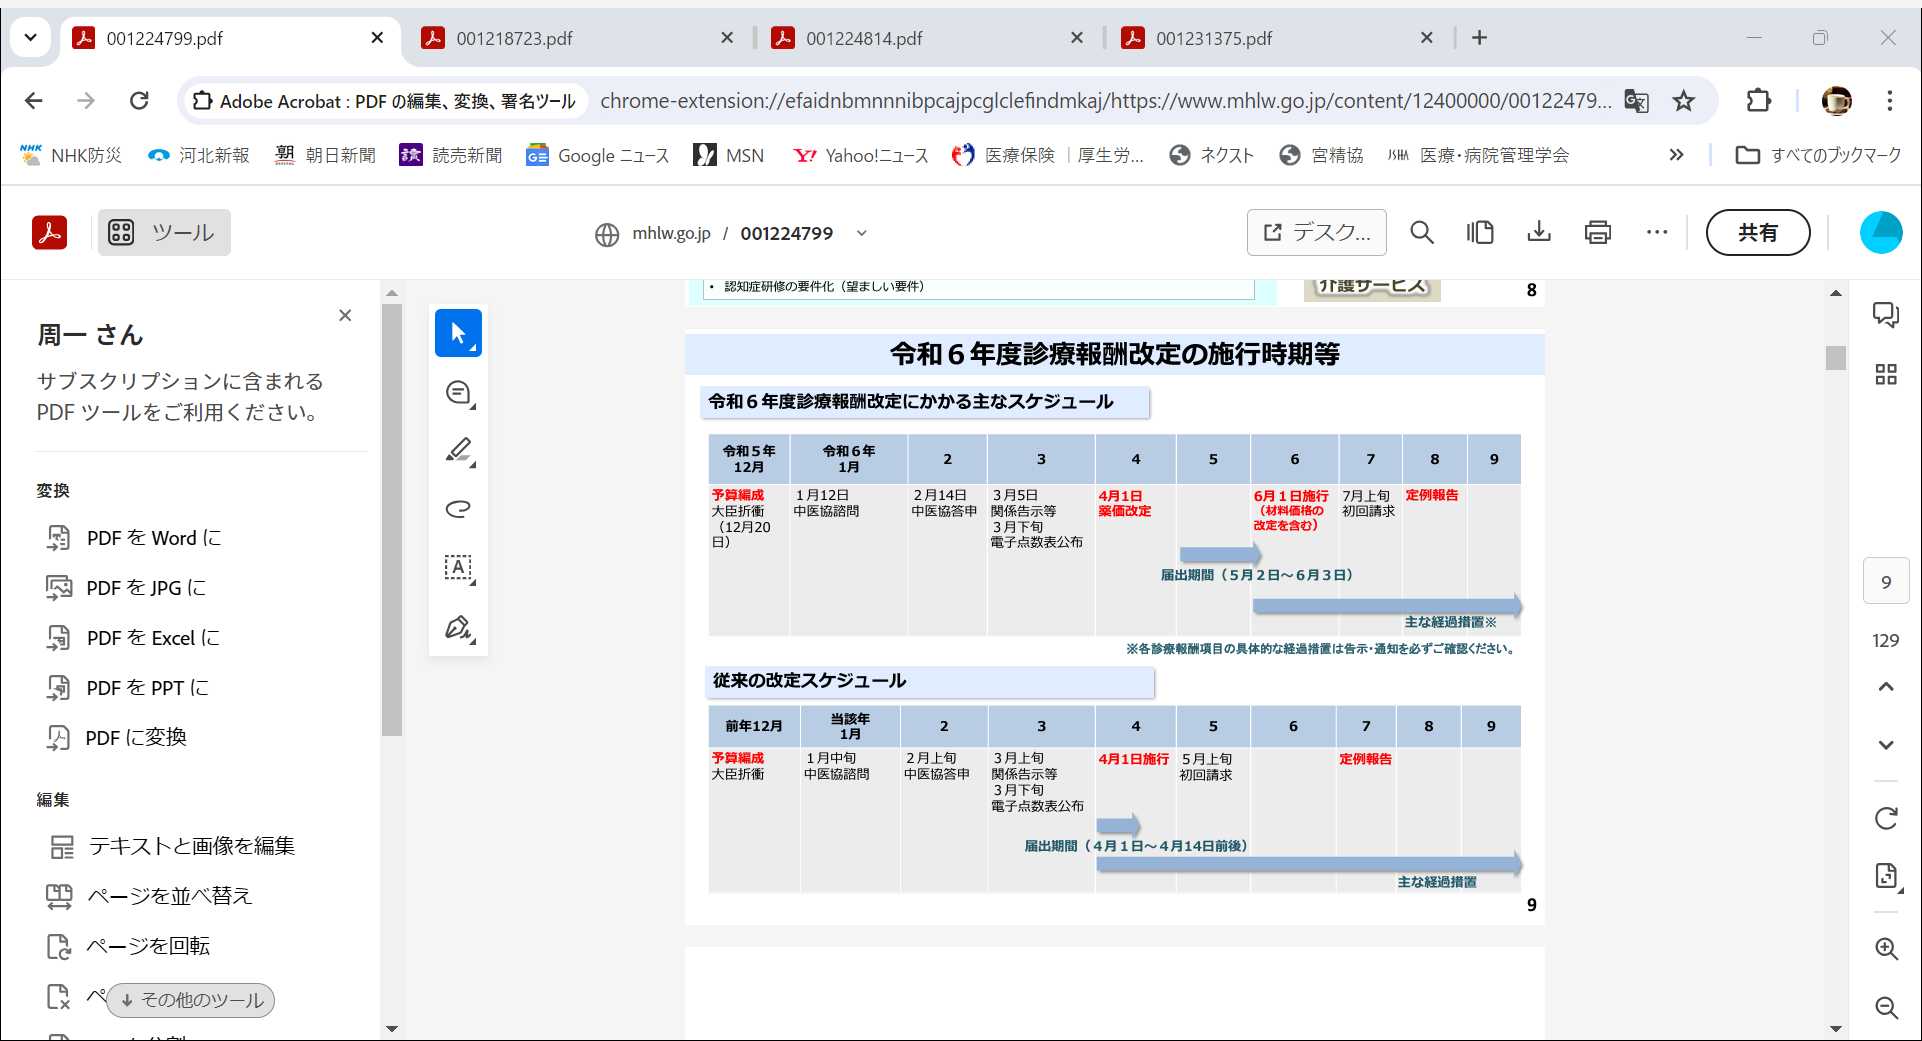 001224799.pdf
001218723.pdf
001224814.pdf
001231375.pdf
Adobe Acrobat : PDF の編集、変換、署名ツール
chrome-extension://efaidnbmnnnibpcajpcglclefindmkaj/https://www.mhlw.go.jp/content/12400000/00122479...
NHK
NHK防災
河北新報
朝
朝日新聞
読
読売新聞
Google ニュース
MSN
Y! Yahoo!ニュース
医療保険 |厚生労...
ネクスト
宮精協
JSHA
医療・病院管理学会
すべてのブックマーク
ツール
mhlw.go.jp / 001224799
デスク...
共有
周一 さん
サブスクリプションに含まれる
PDF ツールをご利用ください。
変換
PDF を Word に
PDF を JPG に
PDF を Excel に
PDF を PPT に
PDF に変換
編集
テキストと画像を編集
ページを並べ替え
ページを回転
ペ
その他のツール
・ 認知症研修の要件化（望ましい要件）
介護サービス
8
令和６年度診療報酬改定の施行時期等
令和６年度診療報酬改定にかかる主なスケジュール
令和５年
12月
令和６年
1月
2
3
4
5
6
7
8
9
予算編成
大臣折衝
（12月20
日）
１月12日
中医協諮問
２月14日
中医協答申
３月5日
関係告示等
３月下旬
電子点数表公布
4月1日
薬価改定
6月１日施行
（材料価格の
改定を含む）
7月上旬
初回請求
定例報告
届出期間（５月２日～６月３日）
主な経過措置※
※各診療報酬項目の具体的な経過措置は告示・通知を必ずご確認ください。
従来の改定スケジュール
前年12月
当該年
1月
2
3
4
5
6
7
8
9
予算編成
大臣折衝
１月中旬
中医協諮問
２月上旬
中医協答申
３月上旬
関係告示等
３月下旬
電子点数表公布
4月1日施行
５月上旬
初回請求
定例報告
届出期間（４月１日～４月14日前後）
主な経過措置
9
9
129